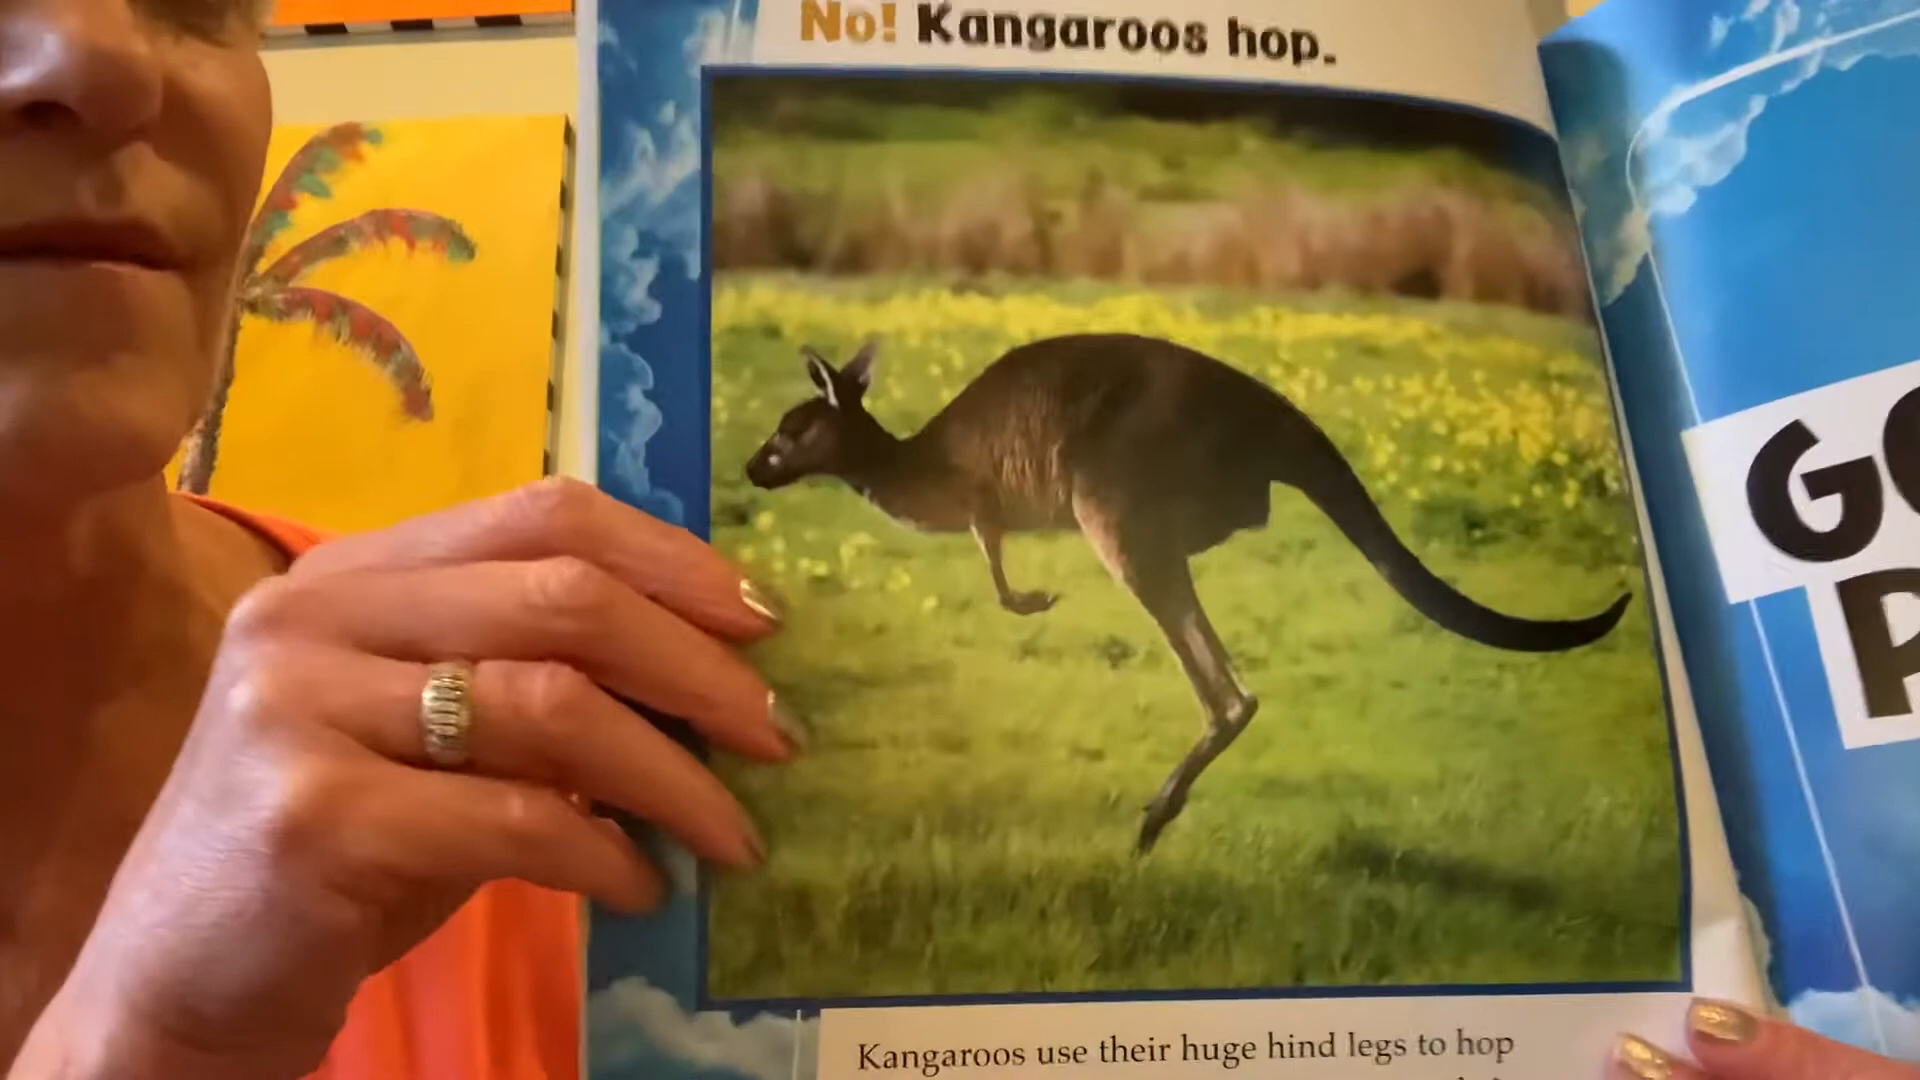 No! Kangaroos hop.
Kangaroos use their huge hind legs to hop